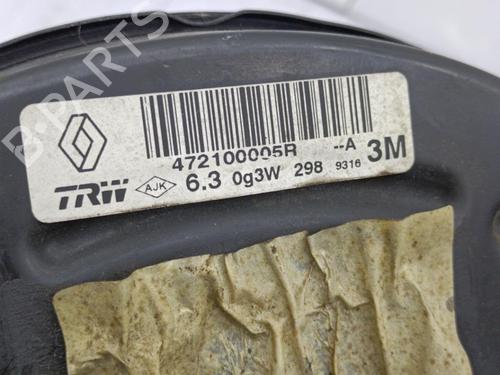 472100005R --A 3M
TRW AJK 6.3 0g3W 298 9316
B-PARTS